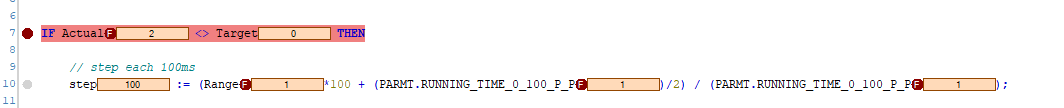 6
7 IF Actual F 2 <> Target 0 THEN
8
9 // step each 100ms
10 step 100 := (Range F 1 *100 + (PARMT.RUNNING_TIME_0_100_P_P F 1 )/2) / (PARMT.RUNNING_TIME_0_100_P_P F 1 );
11